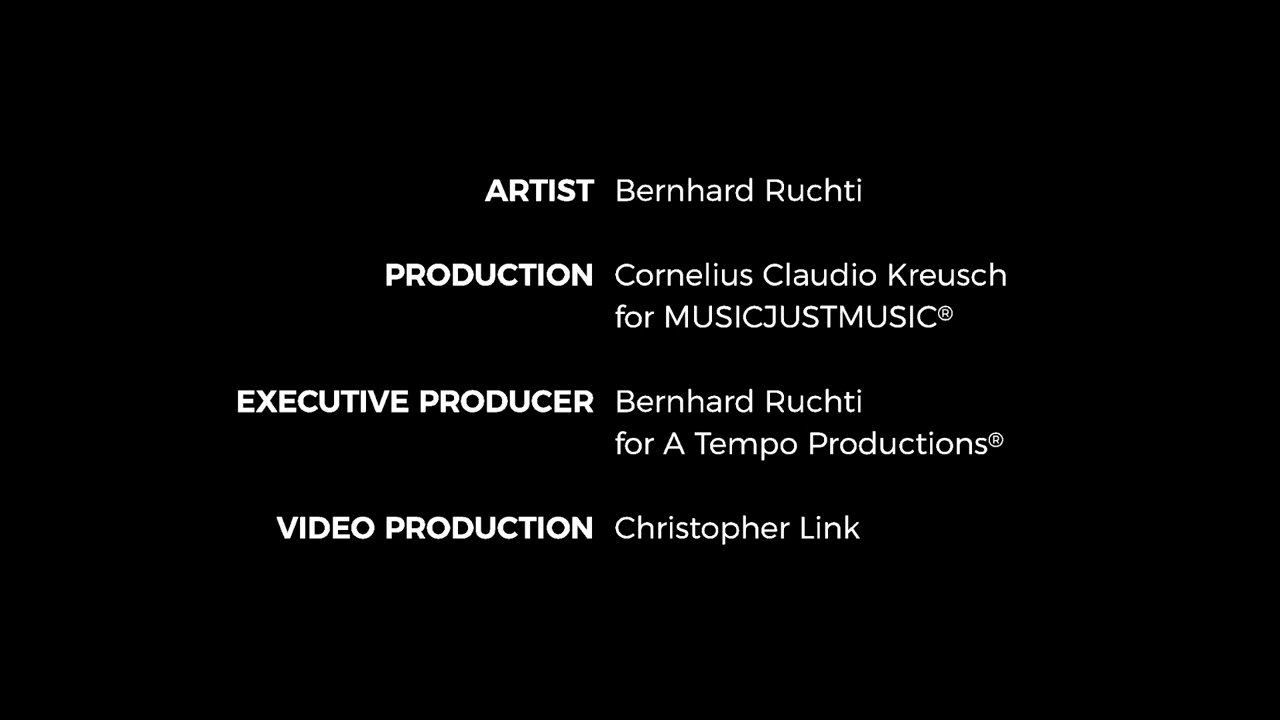 ARTIST Bernhard Ruchti
PRODUCTION Cornelius Claudio Kreusch
for MUSICJUSTMUSIC®
EXECUTIVE PRODUCER Bernhard Ruchti
for A Tempo Productions®
VIDEO PRODUCTION Christopher Link